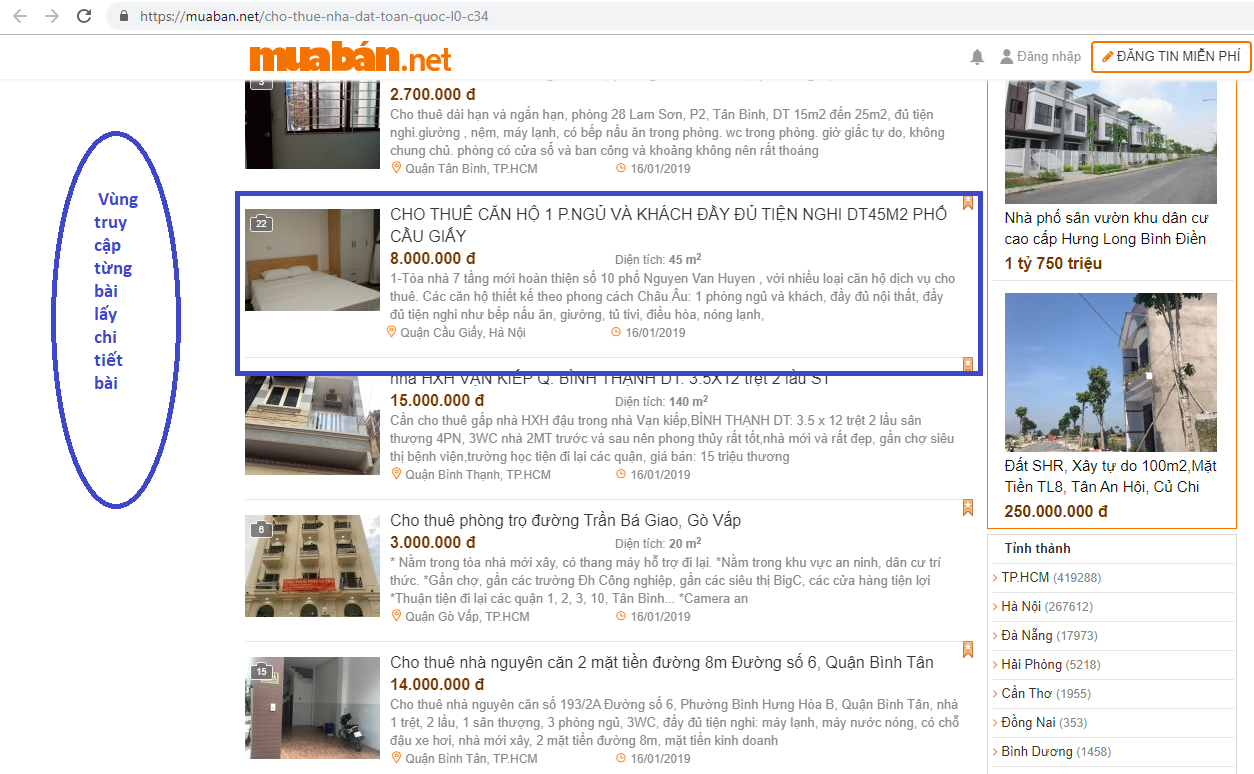 https://muaban.net/cho-thue-nha-dat-toan-quoc-l0-c34
muabán.net
Đăng nhập
ĐĂNG TIN MIỄN PHÍ
3
2.700.000 đ
Cho thuê dài hạn và ngắn hạn, phòng 28 Lam Sơn, P2, Tân Bình, DT 15m2 đến 25m2, đủ tiện
nghi.giường , nệm, máy lạnh, có bếp nấu ăn trong phòng. wc trong phòng. giờ giấc tự do, không
chung chủ. phòng có cửa sổ và ban công và khoảng không nên rất thoáng
Quận Tân Bình, TP.HCM
16/01/2019
Vùng
truy
cập
từng
bài
lấy
chi
tiết
bài
22
CHO THUÊ CĂN HỘ 1 P.NGỦ VÀ KHÁCH ĐẦY ĐỦ TIỆN NGHI DT45M2 PHỐ
CẦU GIẤY
8.000.000 đ
Diện tích: 45 m²
1-Tòa nhà 7 tầng mới hoàn thiện số 10 phố Nguyen Van Huyen , với nhiều loại căn hộ dịch vụ cho
thuê. Các căn hộ thiết kế theo phong cách Châu Âu: 1 phòng ngủ và khách, đầy đủ nội thất, đầy
đủ tiện nghi như bếp nấu ăn, giường, tủ tivi, điều hòa, nóng lạnh,
Quận Cầu Giấy, Hà Nội
16/01/2019
nhà HXH VẠN KIẾP Q. BÌNH THẠNH DT: 3.5X12 trệt 2 lầu ST
15.000.000 đ
Diện tích: 140 m²
Cần cho thuê gấp nhà HXH đậu trong nhà Vạn kiếp,BÌNH THẠNH DT: 3.5 x 12 trệt 2 lầu sân
thượng 4PN, 3WC nhà 2MT trước và sau nên phong thủy rất tốt,nhà mới và rất đẹp, gần chợ siêu
thị bệnh viện,trường học tiện đi lại các quận, giá bán: 15 triệu thương
Quận Bình Thạnh, TP.HCM
16/01/2019
6
Cho thuê phòng trọ đường Trần Bá Giao, Gò Vấp
3.000.000 đ
Diện tích: 20 m²
* Nằm trong tòa nhà mới xây, có thang máy hỗ trợ đi lại. *Nằm trong khu vực an ninh, dân cư trí
thức. *Gần chợ, gần các trường Đh Công nghiệp, gần các siêu thị BigC, các cửa hàng tiện lợi
*Thuận tiện đi lại các quận 1, 2, 3, 10, Tân Bình... *Camera an
Quận Gò Vấp, TP.HCM
16/01/2019
15
Cho thuê nhà nguyên căn 2 mặt tiền đường 8m Đường số 6, Quận Bình Tân
14.000.000 đ
Cho thuê nhà nguyên căn số 193/2A Đường số 6, Phường Bình Hưng Hòa B, Quận Bình Tân, nhà
1 trệt, 2 lầu, 1 sân thượng, 3 phòng ngủ, 3WC, đầy đủ tiện nghi: máy lạnh, máy nước nóng, có chỗ
đậu xe hơi, nhà mới xây, 2 mặt tiền đường 8m, mặt tiền kinh doanh
Quận Bình Tân, TP.HCM
16/01/2019
Nhà phố sân vườn khu dân cư
cao cấp Hưng Long Bình Điền
1 tỷ 750 triệu
Đất SHR, Xây tự do 100m2,Mặt
Tiền TL8, Tân An Hội, Củ Chi
250.000.000 đ
Tỉnh thành
TP.HCM (419288)
Hà Nội (267612)
Đà Nẵng (17973)
Hải Phòng (5218)
Cần Thơ (1955)
Đồng Nai (353)
Bình Dương (1458)